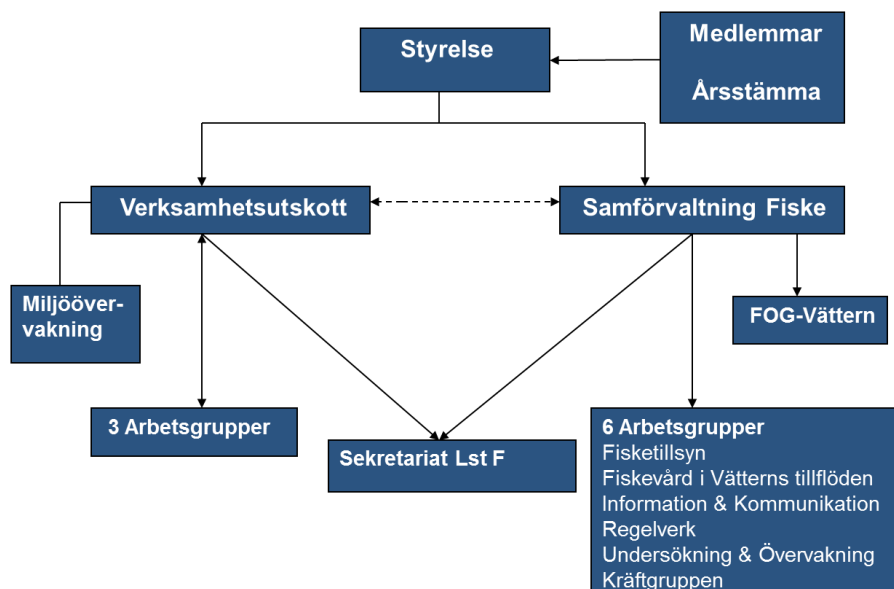 Styrelse
Medlemmar
Årsstämma
Verksamhetsutskott
Samförvaltning Fiske
Miljööver-
vakning
FOG-Vättern
3 Arbetsgrupper
Sekretariat Lst F
6 Arbetsgrupper
Fisketillsyn
Fiskevård i Vätterns tillflöden
Information & Kommunikation
Regelverk
Undersökning & Övervakning
Kräftgruppen